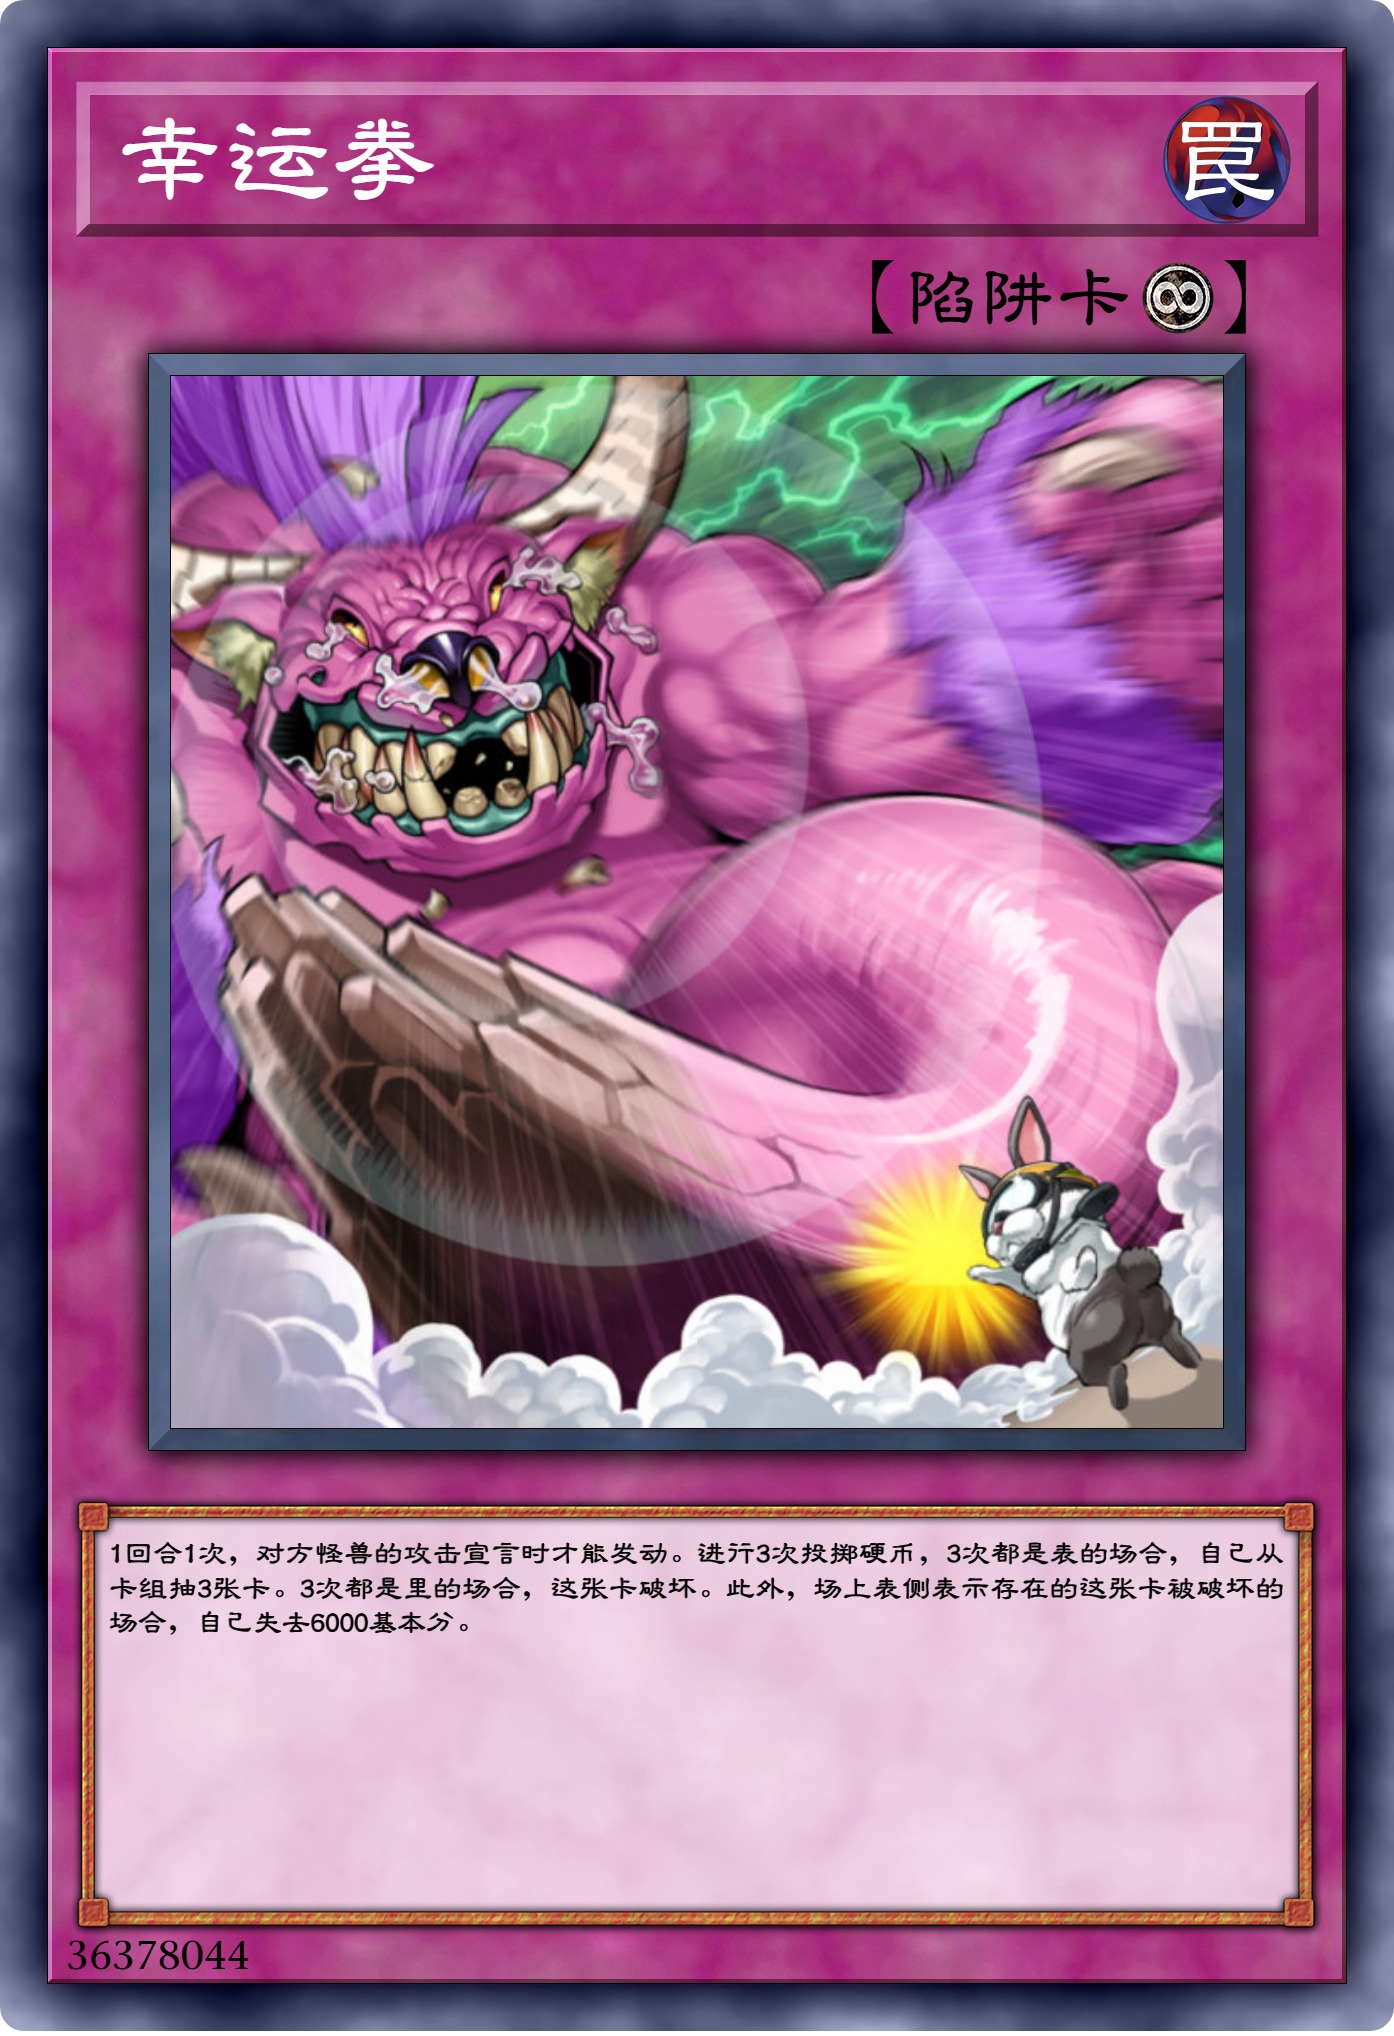 幸运拳
罠
【陷阱卡】
1回合1次，对方怪兽的攻击宣言时才能发动。进行3次投掷硬币，3次都是表的场合，自己从
卡组抽3张卡。3次都是里的场合，这张卡破坏。此外，场上表侧表示存在的这张卡被破坏的
场合，自己失去6000基本分。
36378044